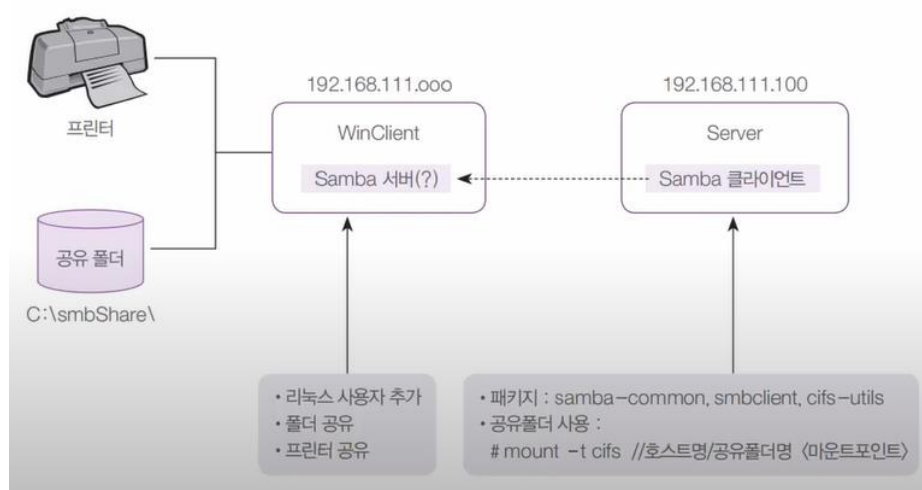 프린터
공유 폴더
C:\smbShare\
192.168.111.ooo
WinClient
Samba 서버(?)
192.168.111.100
Server
Samba 클라이언트
• 리눅스 사용자 추가
• 폴더 공유
• 프린터 공유
• 패키지 : samba-common, smbclient, cifs-utils
• 공유폴더 사용 :
# mount -t cifs //호스트명/공유폴더명 〈마운트포인트〉